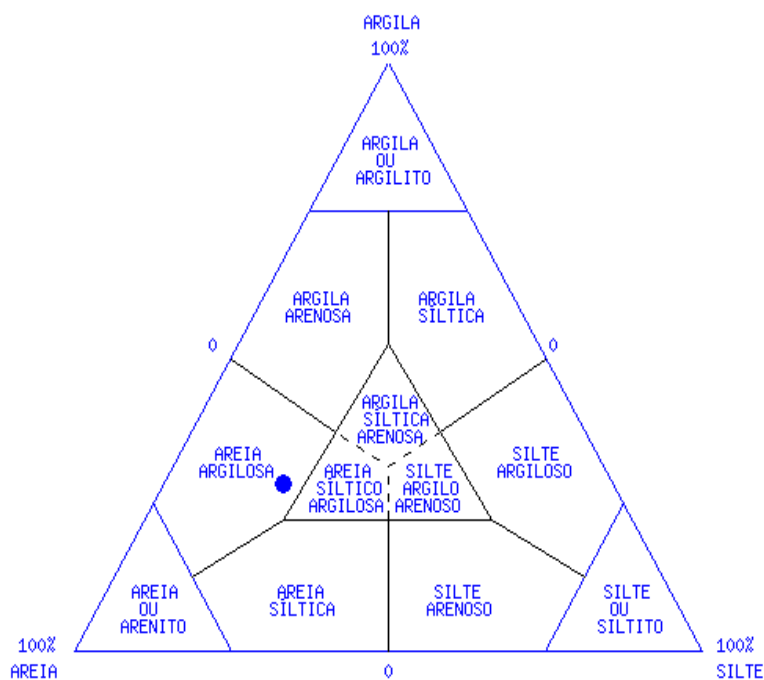 ARGILA
100%
ARGILA
OU
ARGILITO
ARGILA
ARENOSA
ARGILA
SÍLTICA
0
0
ARGILA
SÍLTICA
ARENOSA
AREIA
ARGILOSA
AREIA
SÍLTICO
ARGILOSA
SILTE
ARGILO
ARENOSO
SILTE
ARGILOSO
AREIA
OU
ARENITO
AREIA
SÍLTICA
SILTE
ARENOSO
SILTE
OU
SILTITO
100%
AREIA
0
100%
SILTE